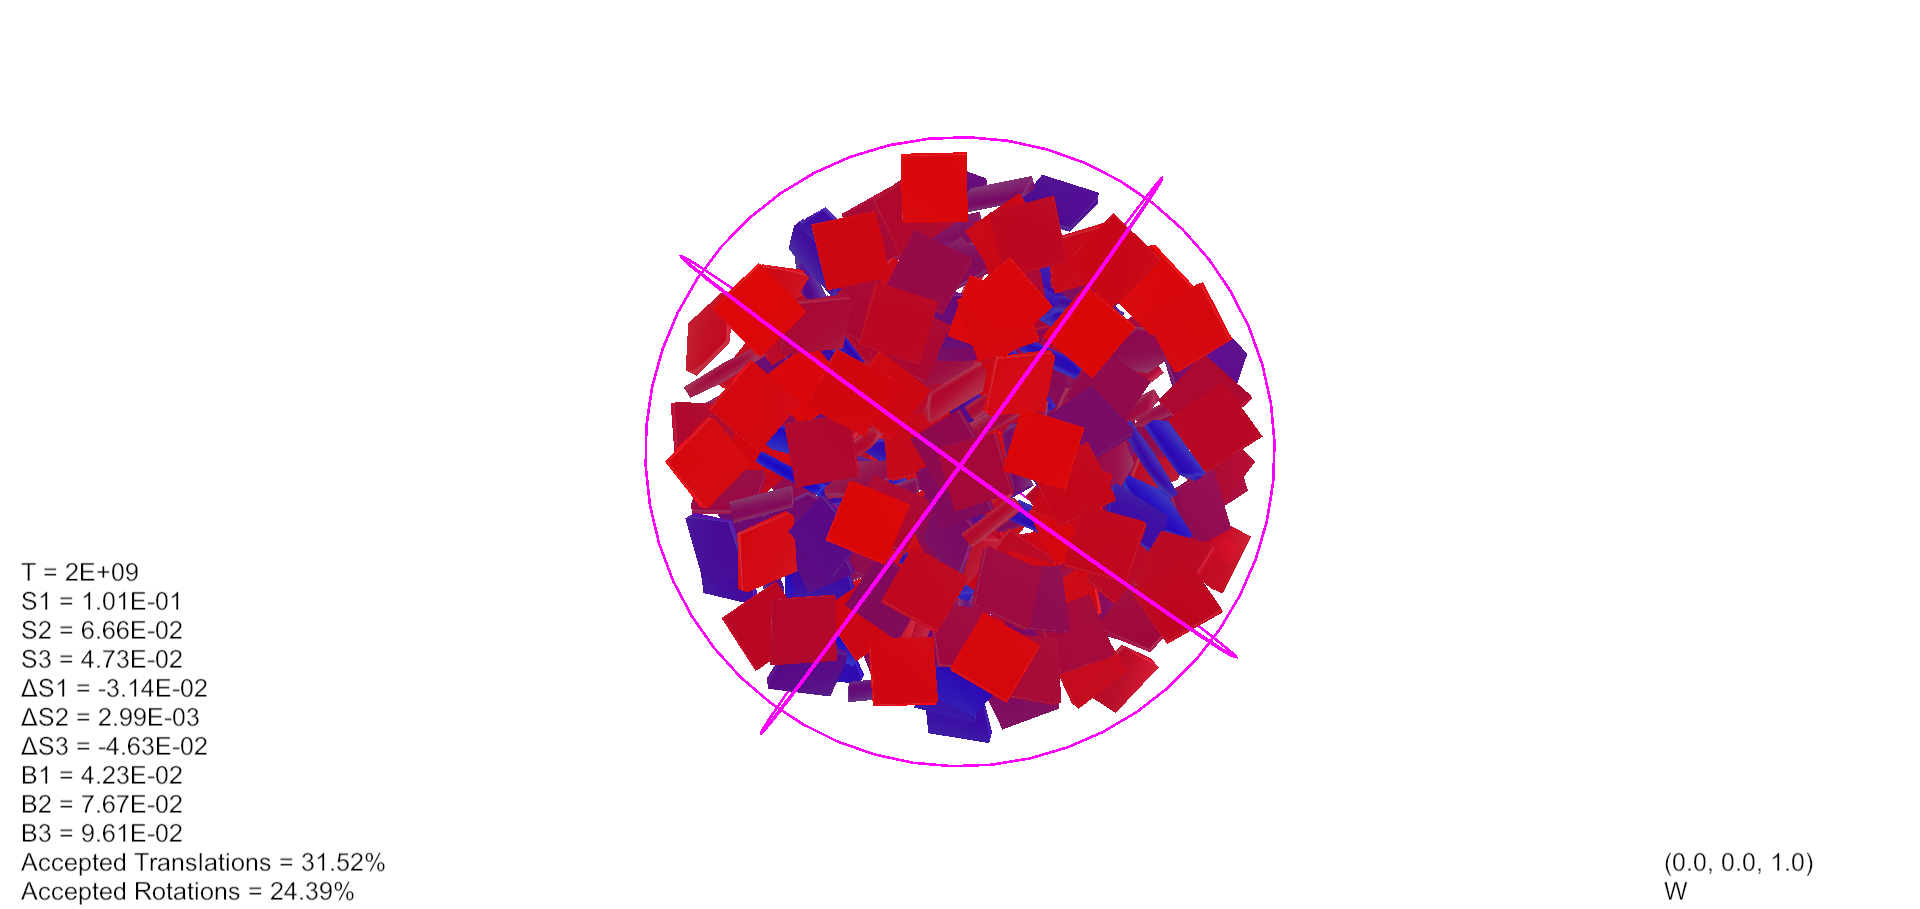 T = 2E+09
S1 = 1.01E-01
S2 = 6.66E-02
S3 = 4.73E-02
ΔS1 = -3.14E-02
ΔS2 = 2.99E-03
ΔS3 = -4.63E-02
B1 = 4.23E-02
B2 = 7.67E-02
B3 = 9.61E-02
Accepted Translations = 31.52%
Accepted Rotations = 24.39%
(0.0, 0.0, 1.0)
W